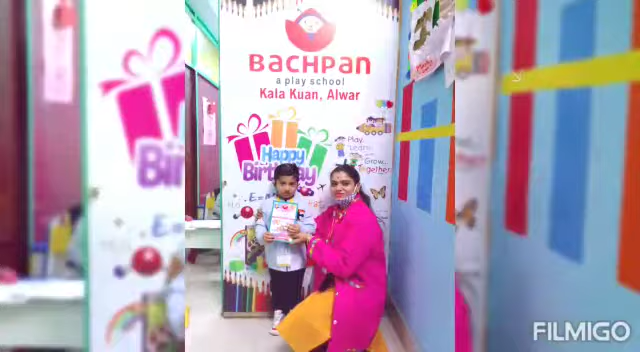 BACHPAN
a play school
Kala Kuan, Alwar
Happy
Birthday
Play
Learn
Grow
Together
E=
FILMIGO